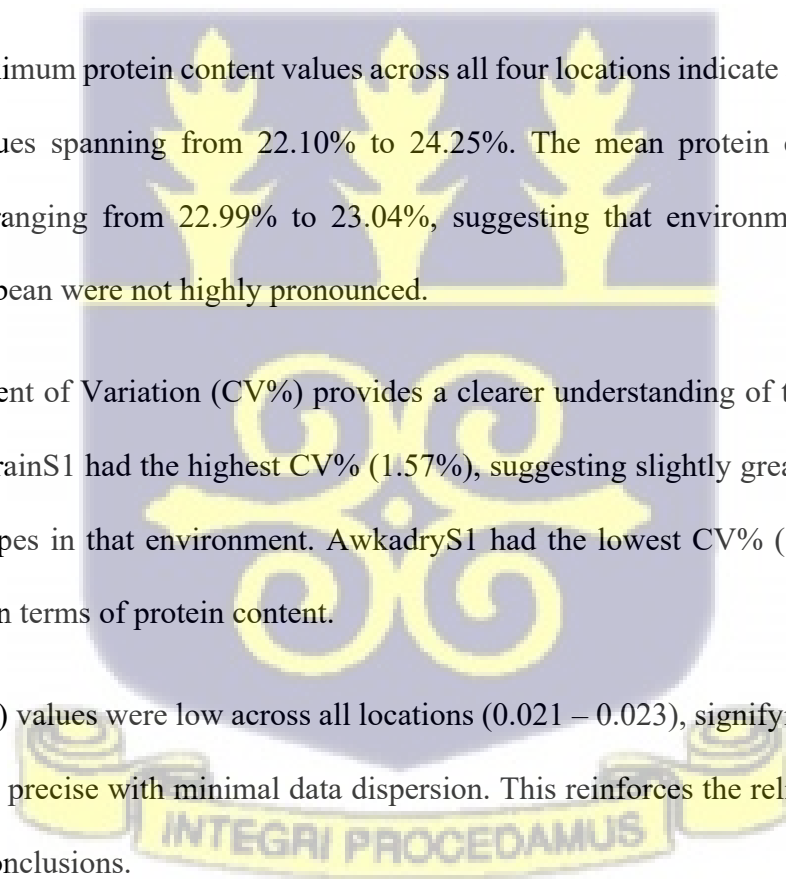 imum protein content values across all four locations indicate
ues spanning from 22.10% to 24.25%. The mean protein
ranging from 22.99% to 23.04%, suggesting that environm
bean were not highly pronounced.
ent of Variation (CV%) provides a clearer understanding of t
rainS1 had the highest CV% (1.57%), suggesting slightly grea
pes in that environment. AwkadryS1 had the lowest CV% (
n terms of protein content.
) values were low across all locations (0.021 – 0.023), signify
precise with minimal data dispersion. This reinforces the rel
onclusions.
INTEGRI PROCEDAMUS